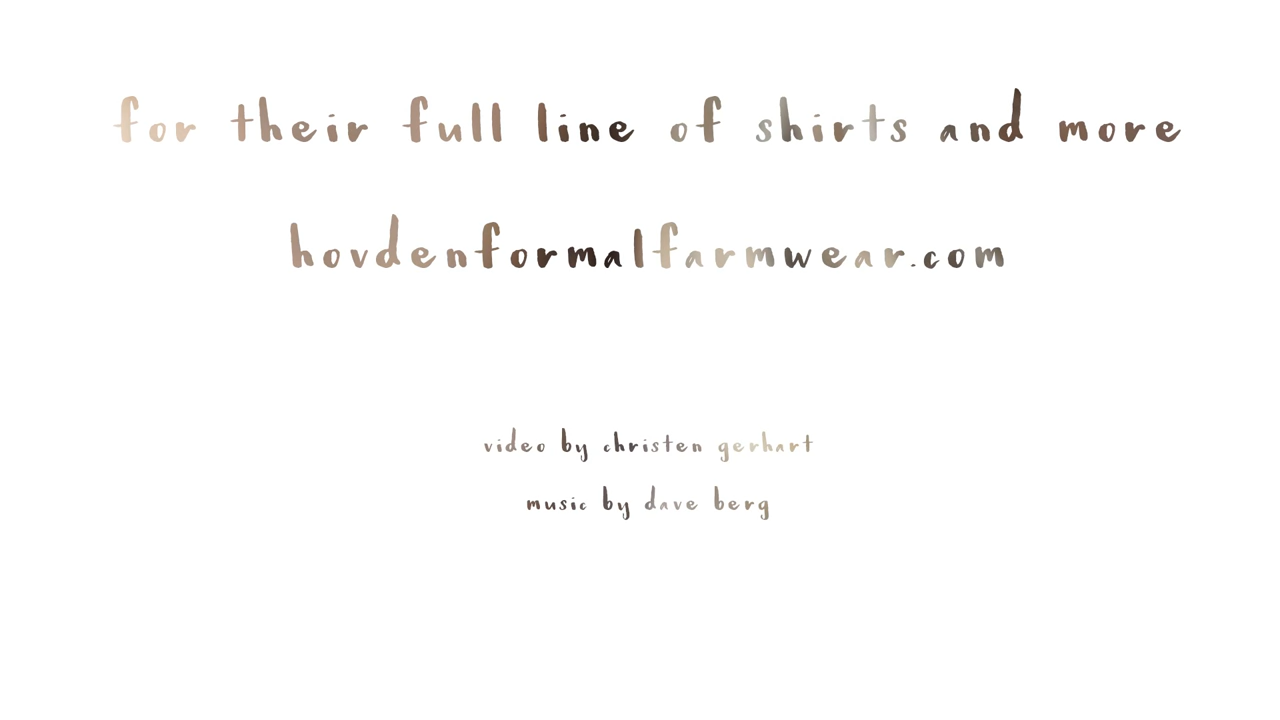 for their full line of shirts and more
hovdenformalfarmwear.com
video by christen gerhart
music by dave berg